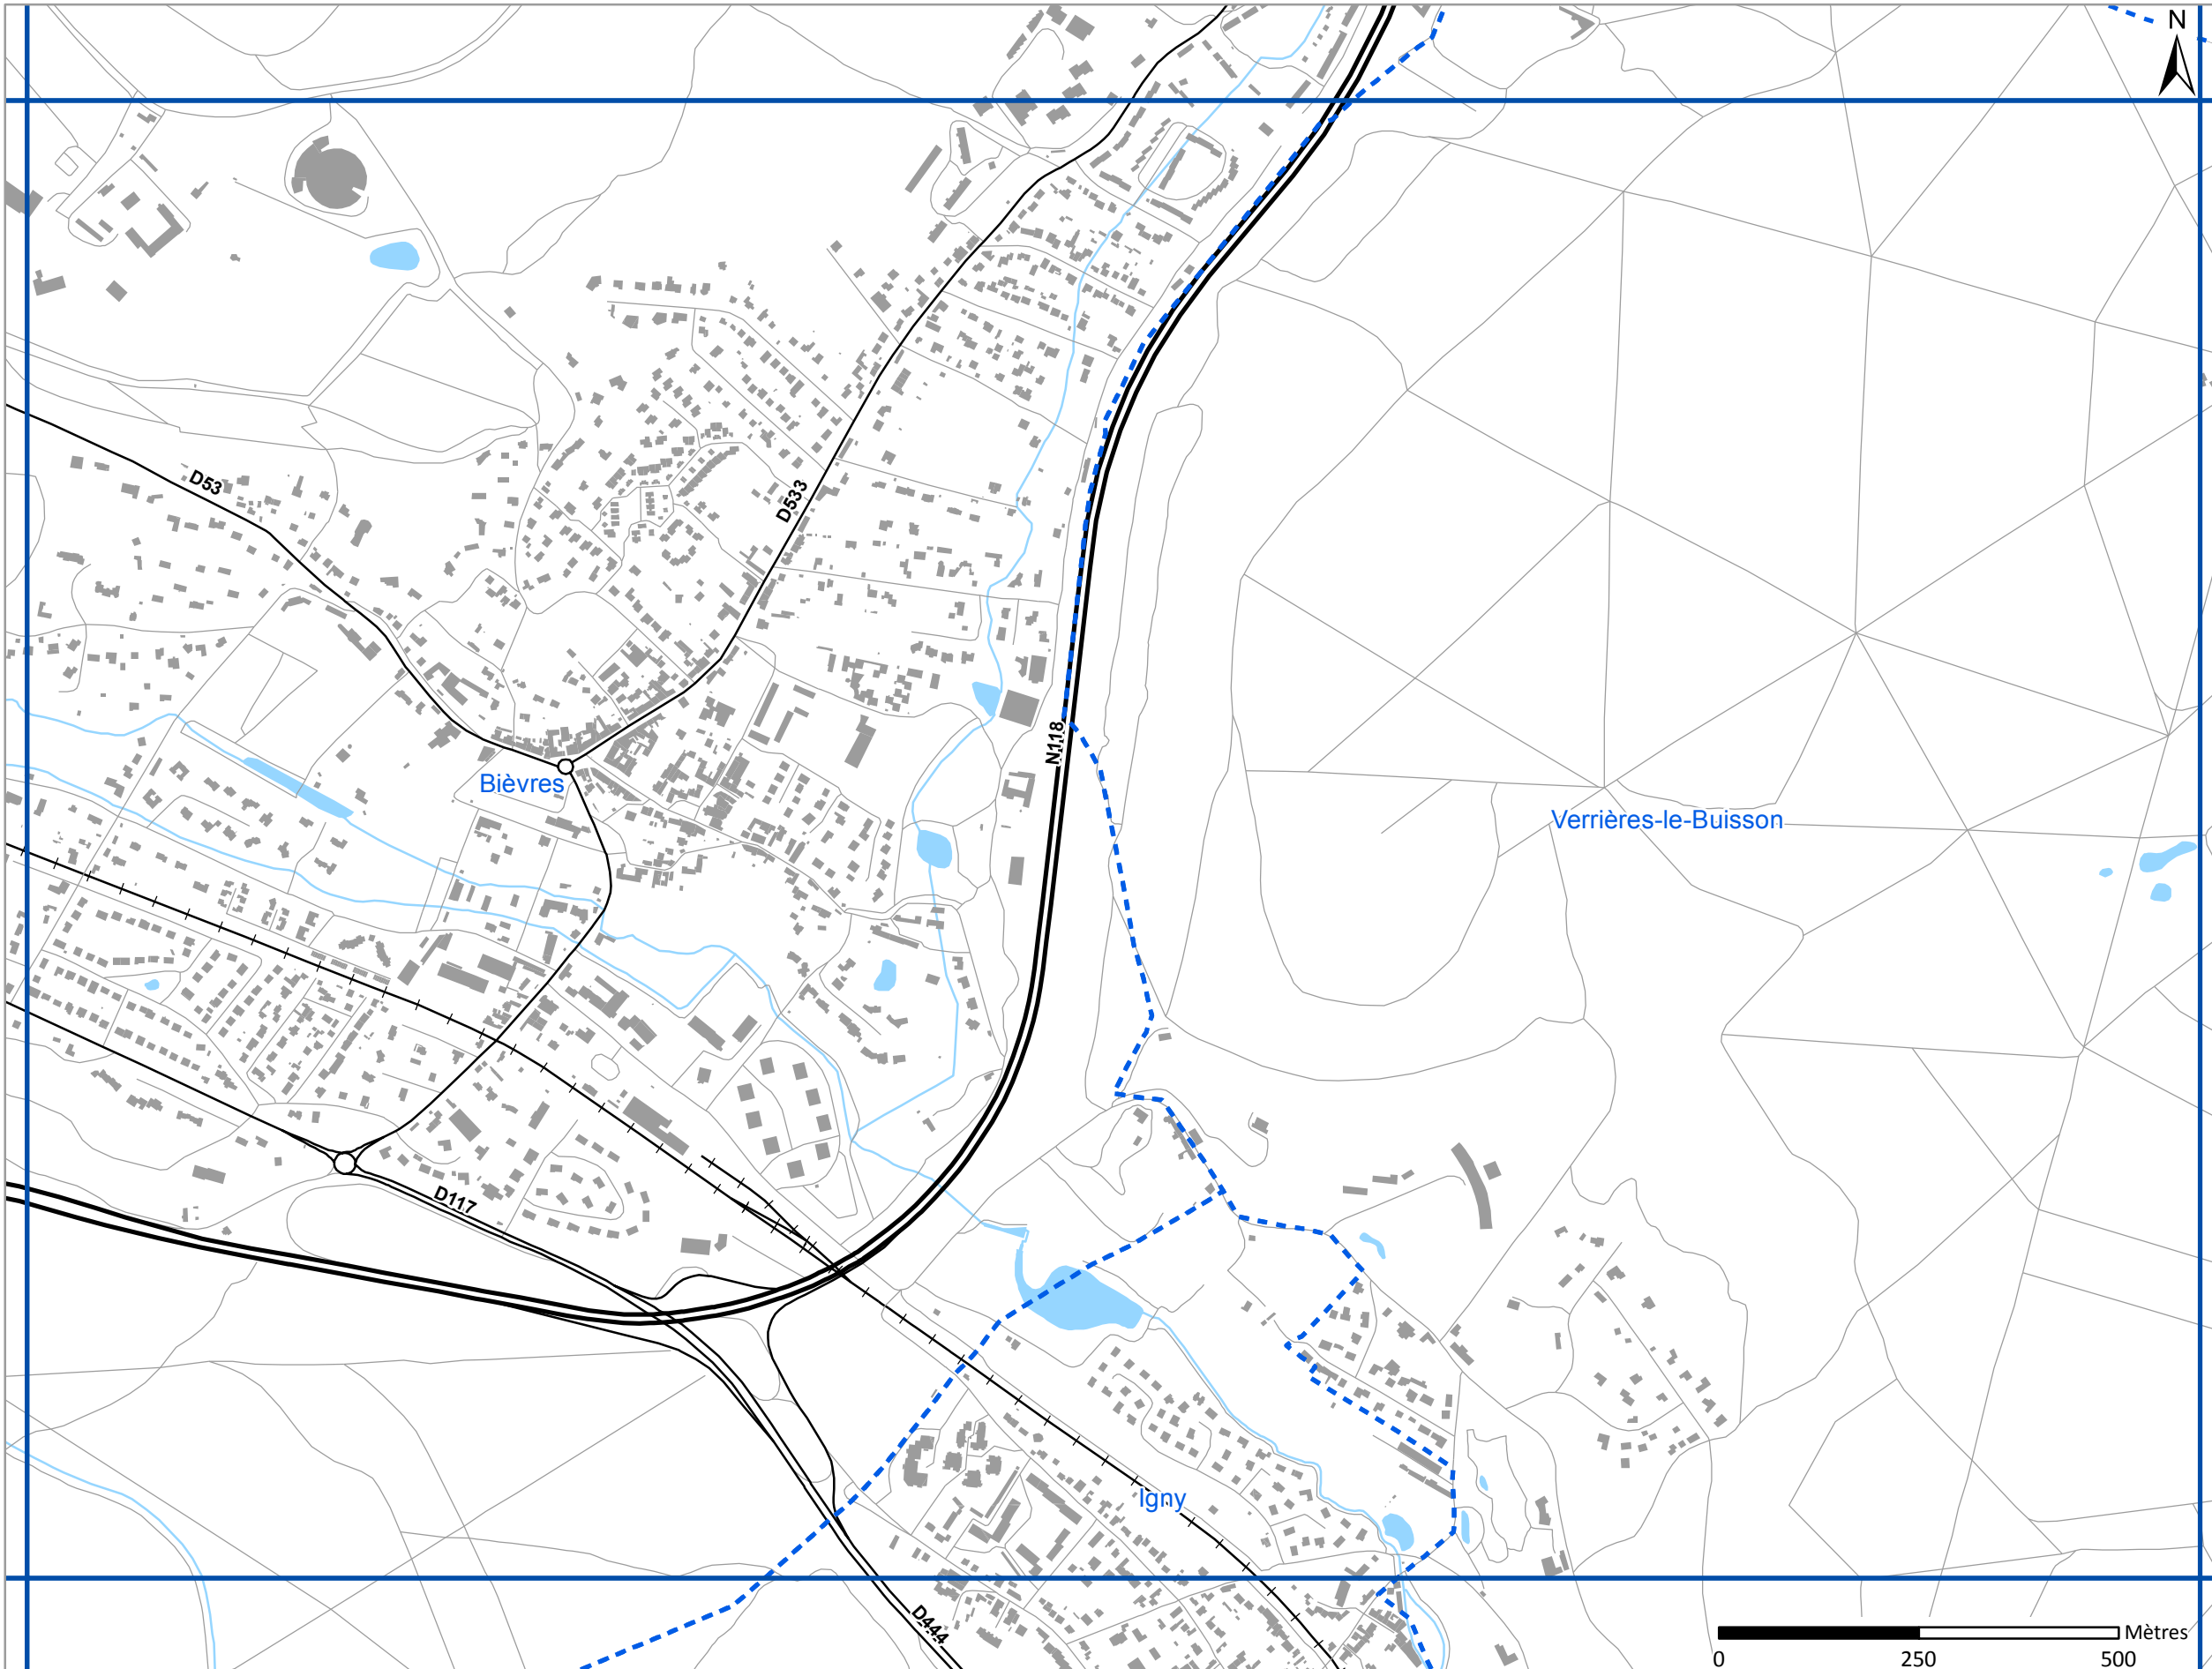 N
D53
D533
N118
Bièvres
Verrières-le-Buisson
D117
Igny
D444
Mètres
0 250 500